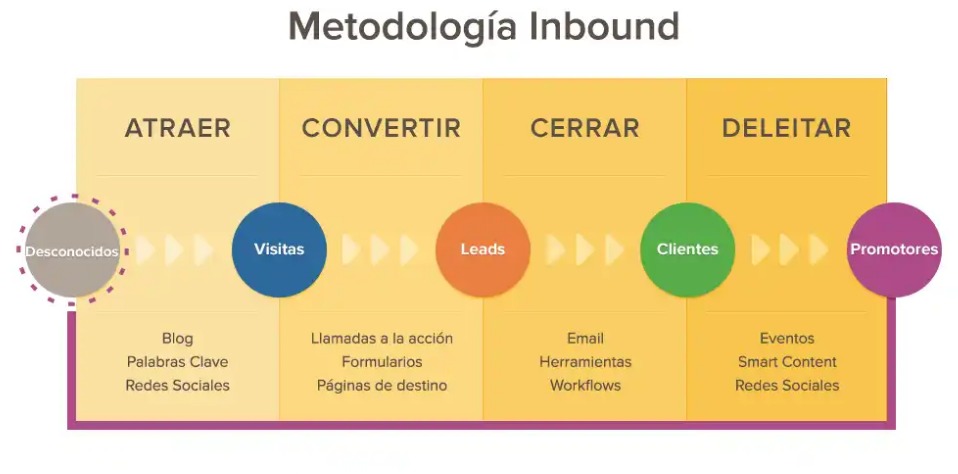 Metodología Inbound
ATRAER
CONVERTIR
CERRAR
DELEITAR
Desconocidos
Visitas
Leads
Clientes
Promotores
Blog
Palabras Clave
Redes Sociales
Llamadas a la acción
Formularios
Páginas de destino
Email
Herramientas
Workflows
Eventos
Smart Content
Redes Sociales